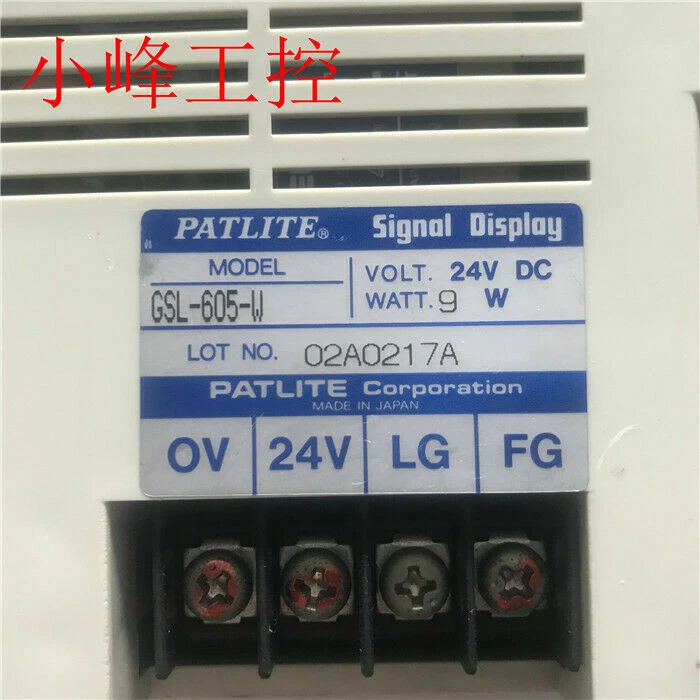 小峰工控
PATLITE® Signal Display
MODEL
GSL-605-W
VOLT. 24V DC
WATT. 9 W
LOT NO. 02A0217A
PATLITE Corporation
MADE IN JAPAN
OV 24V LG FG